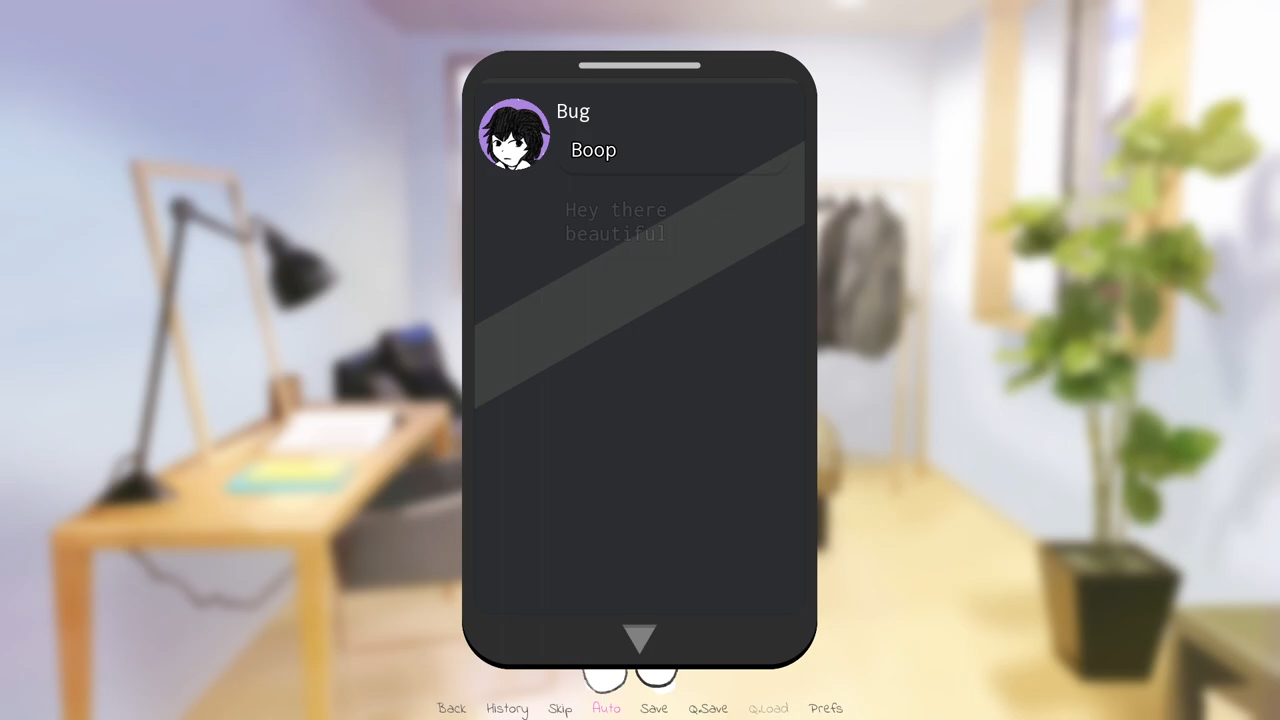 Bug
Boop
Hey there
beautiful
Back History Skip Auto Save Q.Save Q.Load Prefs